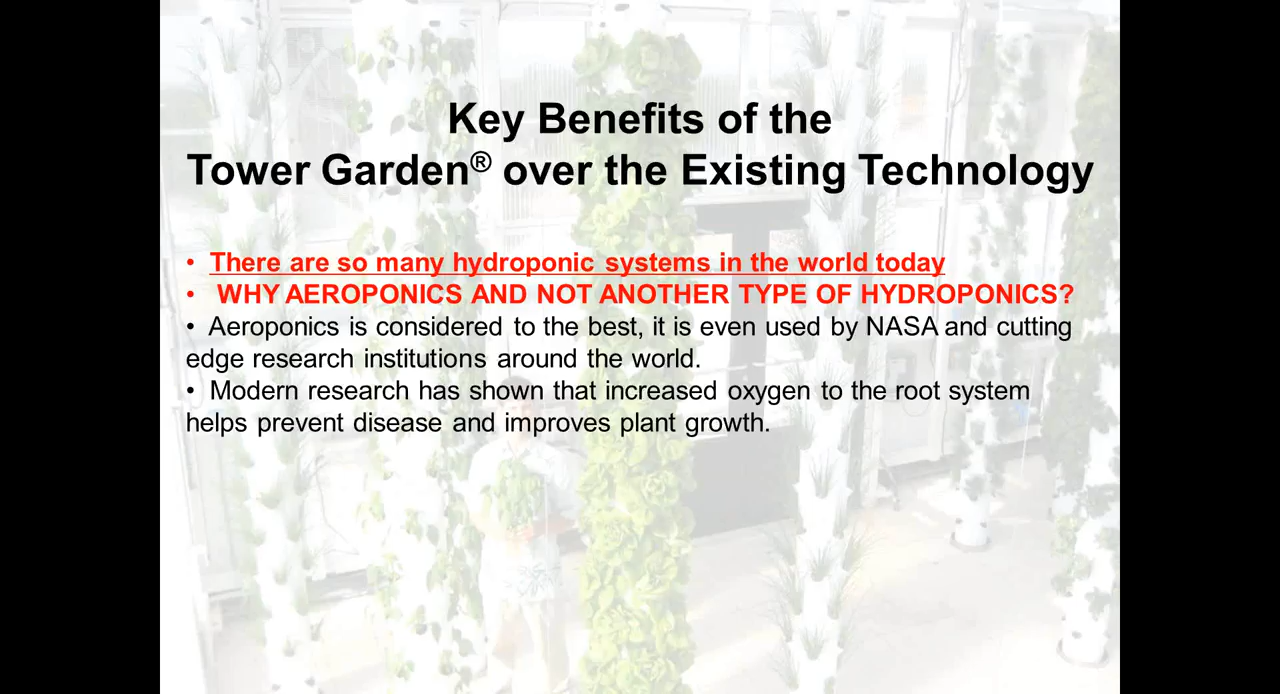 Key Benefits of the
Tower Garden® over the Existing Technology
• There are so many hydroponic systems in the world today
• WHY AEROPONICS AND NOT ANOTHER TYPE OF HYDROPONICS?
• Aeroponics is considered to the best, it is even used by NASA and cutting
edge research institutions around the world.
• Modern research has shown that increased oxygen to the root system
helps prevent disease and improves plant growth.